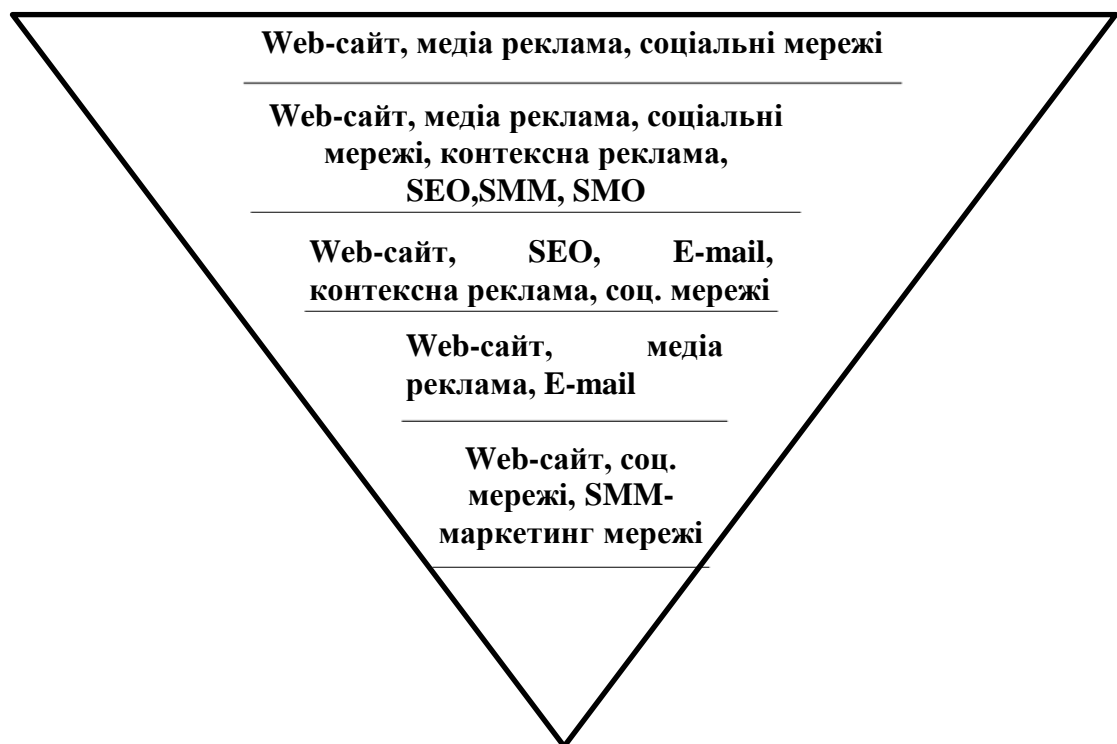 Web-сайт, медіа реклама, соціальні мережі
Web-сайт, медіа реклама, соціальні
мережі, контексна реклама,
SEO,SMM, SMO
Web-сайт, SEO, E-mail,
контексна реклама, соц. мережі
Web-сайт, медіа
реклама, E-mail
Web-сайт, соц.
мережі, SMM-
маркетинг мережі